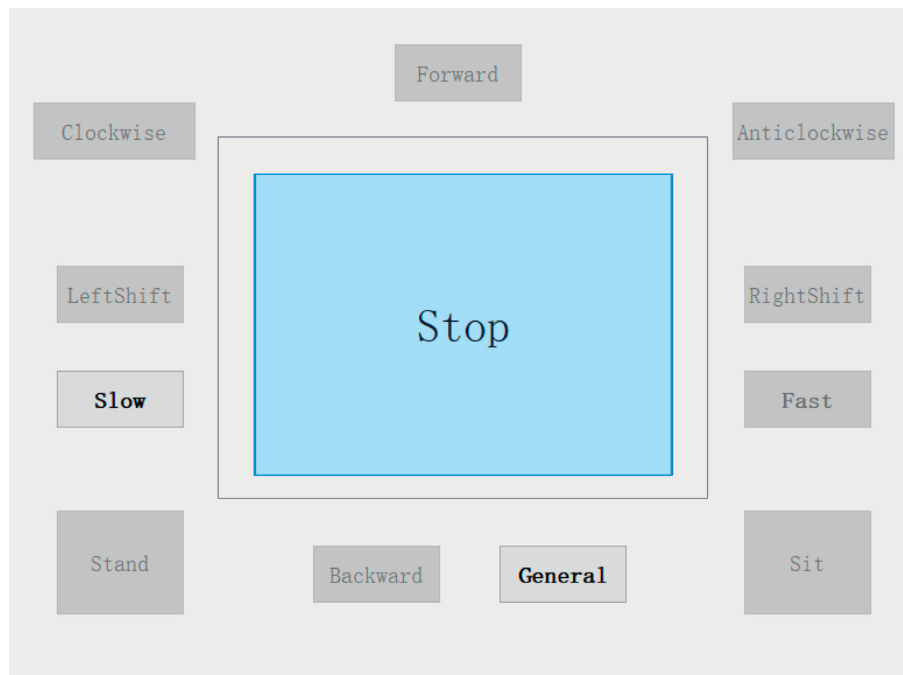 Forward
Clockwise
Anticlockwise
LeftShift
RightShift
Stop
Slow
Fast
Stand
Backward
General
Sit